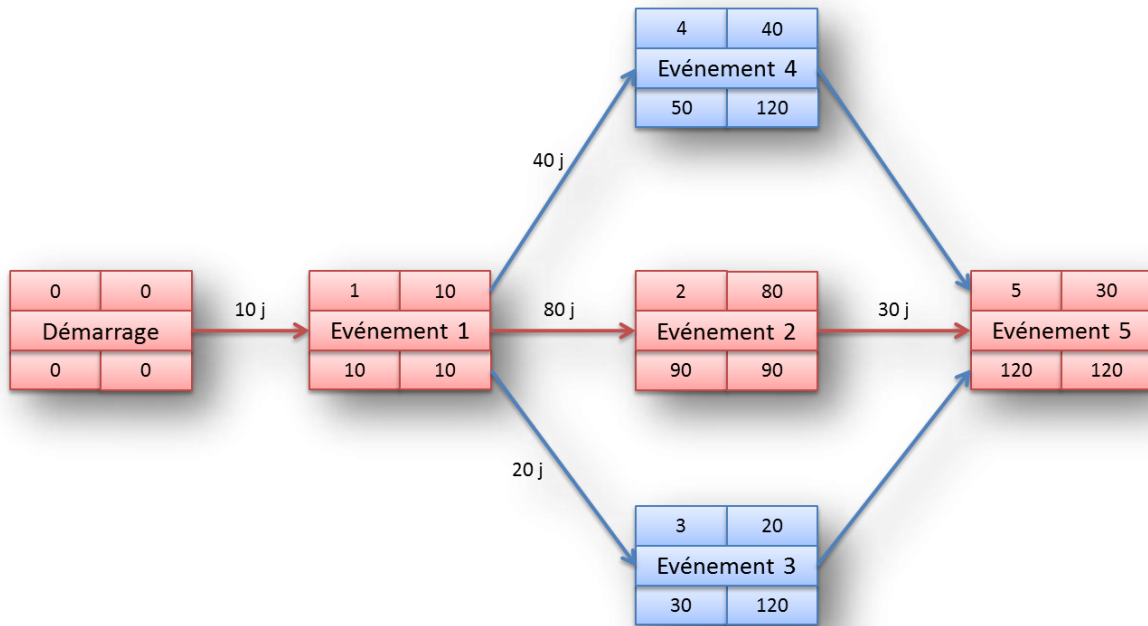 4 40
Evénement 4
50 120
40 j
0 0
Démarrage
0 0
10 j
1 10
Evénement 1
10 10
80 j
2 80
Evénement 2
90 90
30 j
5 30
Evénement 5
120 120
20 j
3 20
Evénement 3
30 120